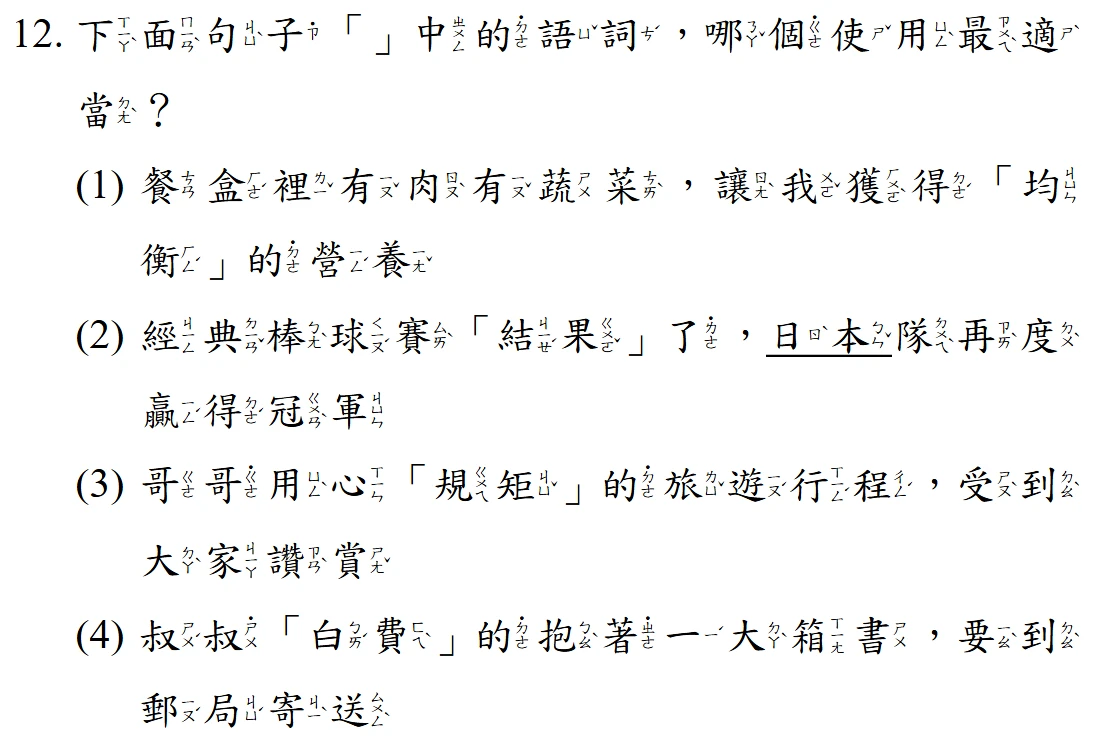 12. 下面句子「」中的語詞，哪個使用最適
當？
(1) 餐盒裡有肉有蔬菜，讓我獲得「均
衡」的營養
(2) 經典棒球賽「結果」了，日本隊再度
贏得冠軍
(3) 哥哥用心「規矩」的旅遊行程，受到
大家讚賞
(4) 叔叔「白費」的抱著一大箱書，要到
郵局寄送